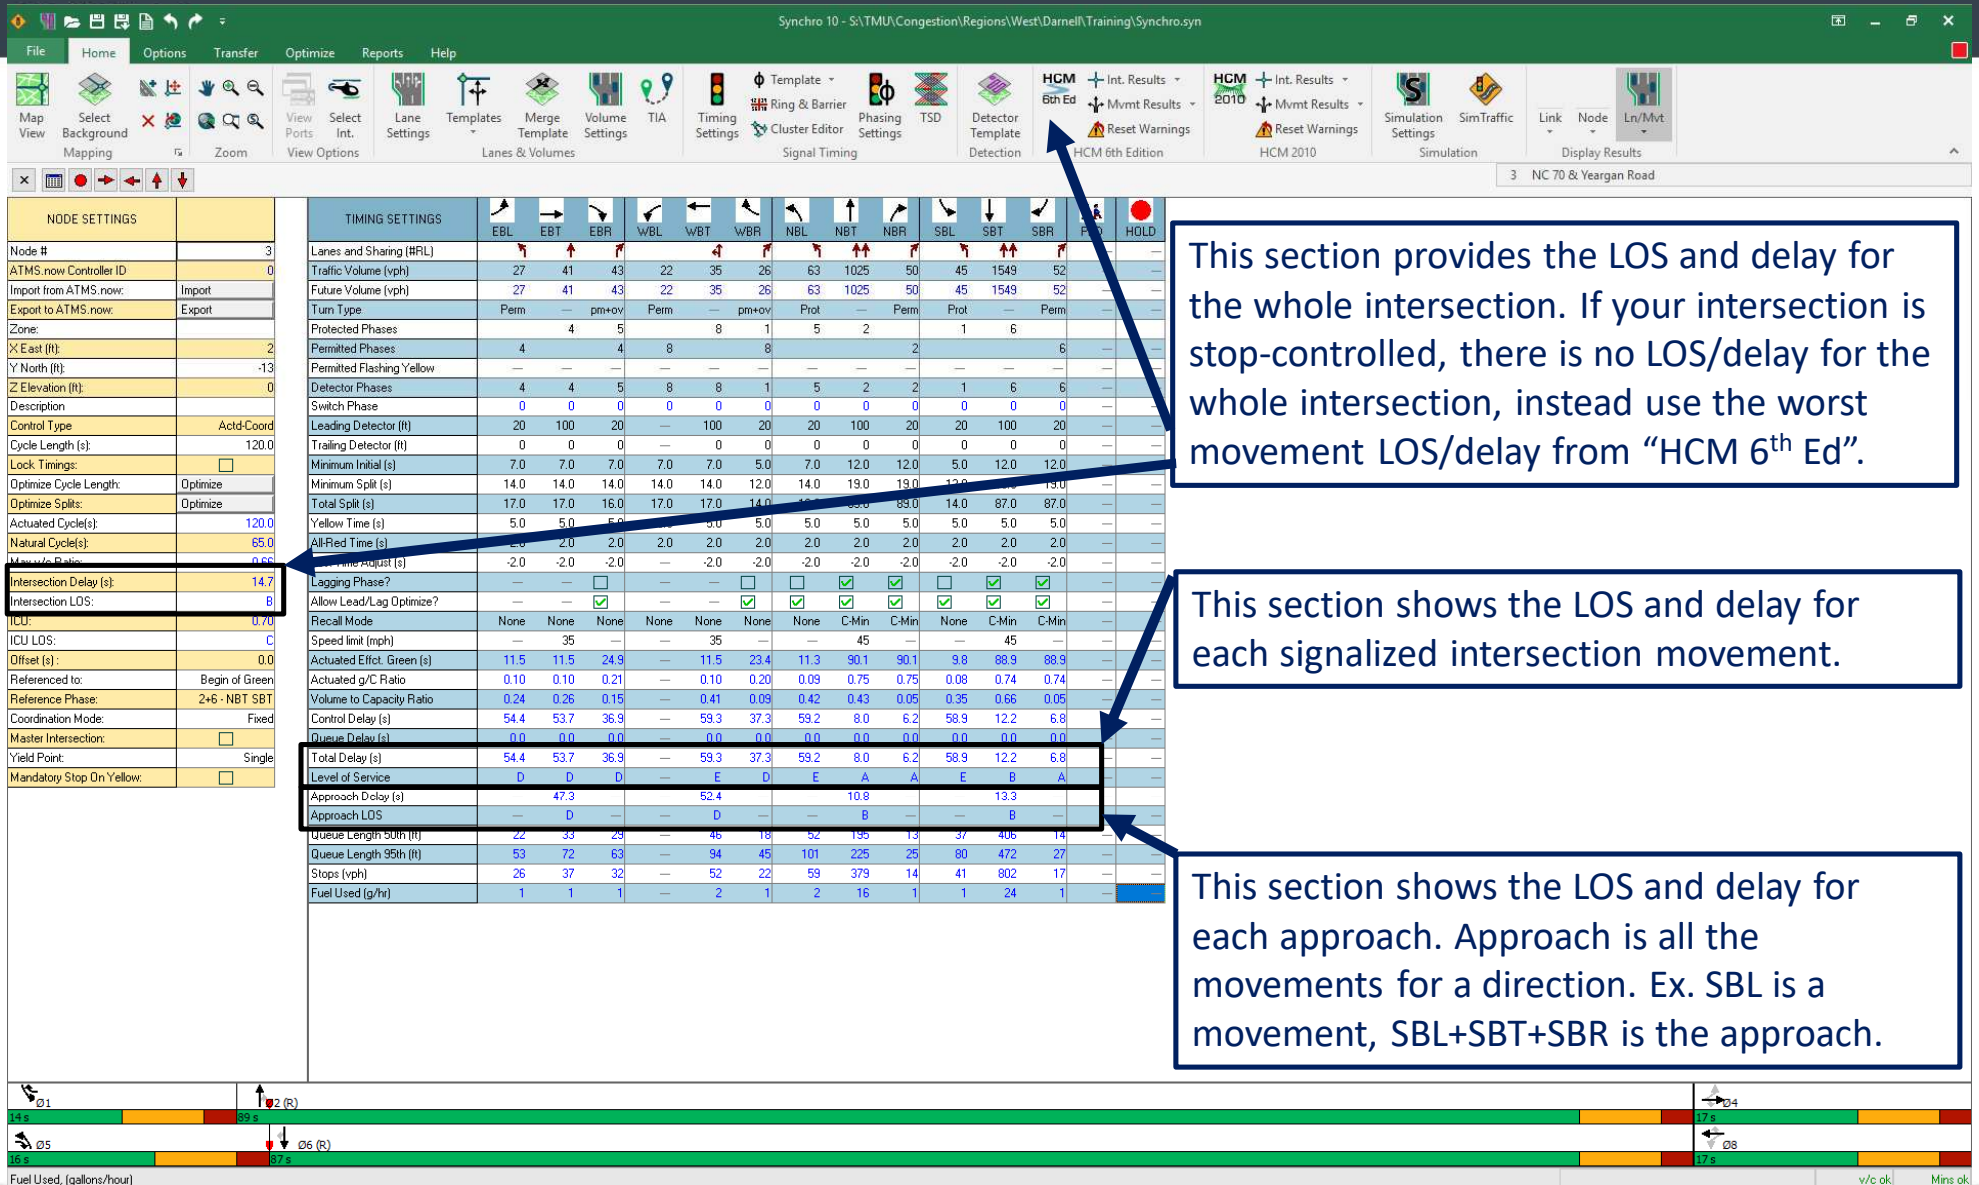 Synchro 10 - S:\TMU\Congestion\Regions\West\Darnell\Training\Synchro.syn
File Home Options Transfer Optimize Reports Help
Map View
Select Background
View Ports
Select Int.
Lane Settings
Templates
Merge Template
Volume Settings
TIA
Timing Settings
Φ Template
Ring & Barrier
Cluster Editor
Phasing Settings
TSD
Detector Template
HCM 6th Ed
Int. Results
Mvmt Results
Reset Warnings
HCM 2010
Int. Results
Mvmt Results
Reset Warnings
Simulation Settings
SimTraffic
Link
Node
Ln/Mvt
Mapping Zoom View Options Lanes & Volumes Signal Timing Detection HCM 6th Edition HCM 2010 Simulation Display Results
3 NC 70 & Yeargan Road
NODE SETTINGS
Node # 3
ATMS.now Controller ID 0
Import from ATMS.now: Import
Export to ATMS.now: Export
Zone:
X East (ft): 2
Y North (ft): -13
Z Elevation (ft): 0
Description
Control Type Actd-Coord
Cycle Length (s): 120.0
Lock Timings:
Optimize Cycle Length: Optimize
Optimize Splits: Optimize
Actuated Cycle(s): 120.0
Natural Cycle(s): 65.0
Max v/c Ratio: 0.66
Intersection Delay (s): 14.7
Intersection LOS: B
ICU: 0.70
ICU LOS: C
Offset (s) : 0.0
Referenced to: Begin of Green
Reference Phase: 2+6 - NBT SBT
Coordination Mode: Fixed
Master Intersection:
Yield Point: Single
Mandatory Stop On Yellow:
TIMING SETTINGS EBL EBT EBR WBL WBT WBR NBL NBT NBR SBL SBT SBR HOLD
Lanes and Sharing (#RL)
Traffic Volume (vph) 27 41 43 22 35 26 63 1025 50 45 1549 52
Future Volume (vph) 27 41 43 22 35 26 63 1025 50 45 1549 52
Turn Type Perm — pm+ov Perm — pm+ov Prot — Perm Prot — Perm
Protected Phases 4 5 8 1 5 2 1 6
Permitted Phases 4 4 8 8 2 6
Permitted Flashing Yellow — — — — — — — — — — — —
Detector Phases 4 4 5 8 8 1 5 2 2 1 6 6
Switch Phase 0 0 0 0 0 0 0 0 0 0 0 0
Leading Detector (ft) 20 100 20 — 100 20 20 100 20 20 100 20
Trailing Detector (ft) 0 0 0 — 0 0 0 0 0 0 0 0
Minimum Initial (s) 7.0 7.0 7.0 7.0 7.0 5.0 7.0 12.0 12.0 5.0 12.0 12.0
Minimum Split (s) 14.0 14.0 14.0 14.0 14.0 12.0 14.0 19.0 19.0 19.0
Total Split (s) 17.0 17.0 16.0 17.0 17.0 14.0 89.0 14.0 87.0 87.0
Yellow Time (s) 5.0 5.0 5.0 5.0 5.0 5.0 5.0 5.0 5.0 5.0 5.0
All-Red Time (s) 2.0 2.0 2.0 2.0 2.0 2.0 2.0 2.0 2.0 2.0 2.0 2.0
Time Adjust (s) -2.0 -2.0 -2.0 — -2.0 -2.0 -2.0 -2.0 -2.0 -2.0 -2.0 -2.0
Lagging Phase? — — — —
Allow Lead/Lag Optimize? — — — —
Recall Mode None None None None None None None C-Min C-Min None C-Min C-Min
Speed limit (mph) — 35 — — 35 — — 45 — — 45 —
Actuated Effct. Green (s) 11.5 11.5 24.9 — 11.5 23.4 11.3 90.1 90.1 9.8 88.9 88.9
Actuated g/C Ratio 0.10 0.10 0.21 — 0.10 0.20 0.09 0.75 0.75 0.08 0.74 0.74
Volume to Capacity Ratio 0.24 0.26 0.15 — 0.41 0.09 0.42 0.43 0.05 0.35 0.66 0.05
Control Delay (s) 54.4 53.7 36.9 — 59.3 37.3 59.2 8.0 6.2 58.9 12.2 6.8
Queue Delay (s) 0.0 0.0 0.0 — 0.0 0.0 0.0 0.0 0.0 0.0 0.0 0.0
Total Delay (s) 54.4 53.7 36.9 — 59.3 37.3 59.2 8.0 6.2 58.9 12.2 6.8
Level of Service D D D — E D E A A E B A
Approach Delay (s) 47.3 52.4 10.8 13.3
Approach LOS — D — — D — — B — — B —
Queue Length 50th (ft) 22 33 29 — 46 18 52 195 13 37 406 14
Queue Length 95th (ft) 53 72 63 — 94 45 101 225 25 80 472 27
Stops (vph) 26 37 32 — 52 22 59 379 14 41 802 17
Fuel Used (g/hr) 1 1 1 — 2 1 2 16 1 1 24 1
This section provides the LOS and delay for
the whole intersection. If your intersection is
stop-controlled, there is no LOS/delay for the
whole intersection, instead use the worst
movement LOS/delay from “HCM 6th Ed”.
This section shows the LOS and delay for
each signalized intersection movement.
This section shows the LOS and delay for
each approach. Approach is all the
movements for a direction. Ex. SBL is a
movement, SBL+SBT+SBR is the approach.
Ø1 Ø2 (R) Ø4
14 s 89 s 17 s
Ø5 Ø6 (R) Ø8
16 s 87 s 17 s
Fuel Used, (gallons/hour) v/c ok Mins ok